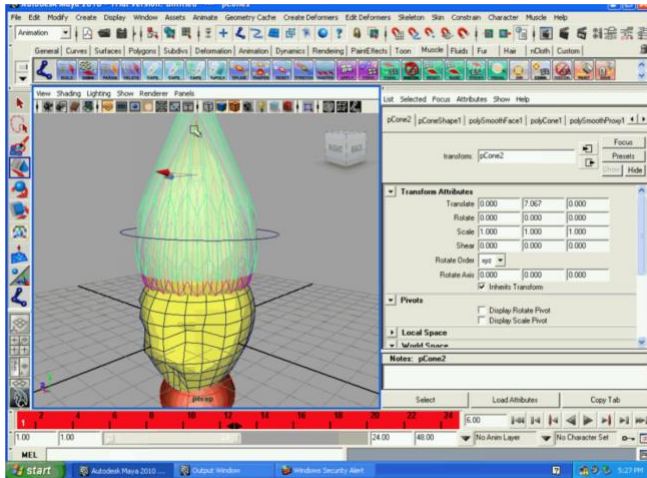 File Edit Modify Create Display Window Assets Animate Geometry Cache Create Deformers Edit Deformers Skeleton Skin Constrain Character Muscle Help
Animation
General Curves Surfaces Polygons Subdivs Deformation Animation Dynamics Rendering PaintEffects Toon Muscle Fluids Fur Hair nCloth Custom
View Shading Lighting Show Renderer Panels
List Selected Focus Attributes Show Help
pCone2 pConeShape1 polySmoothFace1 polyCone1 polySmoothProxy1
transform: pCone2
Focus
Presets
Show Hide
Transform Attributes
Translate 0.000 7.067 0.000
Rotate 0.000 0.000 0.000
Scale 1.000 1.000 1.000
Shear 0.000 0.000 0.000
Rotate Order xyz
Rotate Axis 0.000 0.000 0.000
Inherits Transform
Pivots
Display Rotate Pivot
Display Scale Pivot
Local Space
World Space
Notes: pCone2
persp
Select Load Attributes Copy Tab
1 2 4 6 8 10 12 14 16 18 20 22 24 6.00
1.00 1.00 24.00 48.00 No Anim Layer No Character Set
MEL
start Autodesk Maya 2010 ... Output Window Windows Security Alert 5:27 PM